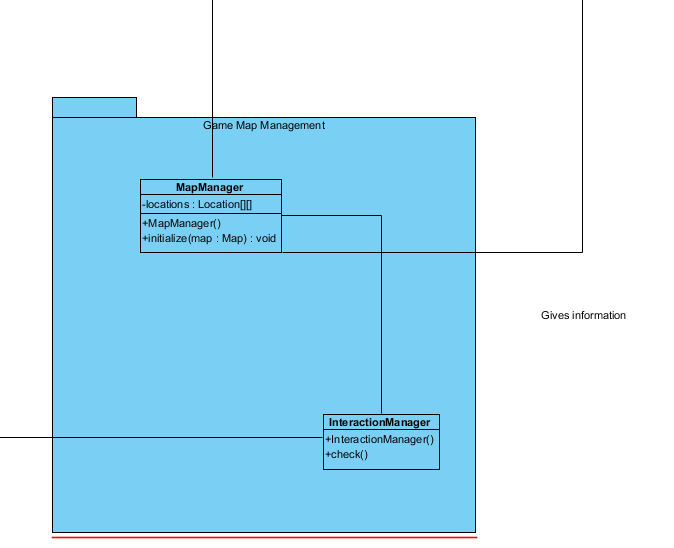 Game Map Management
MapManager
-locations : Location[][]
+MapManager()
+initialize(map : Map) : void
Gives information
InteractionManager
+InteractionManager()
+check()